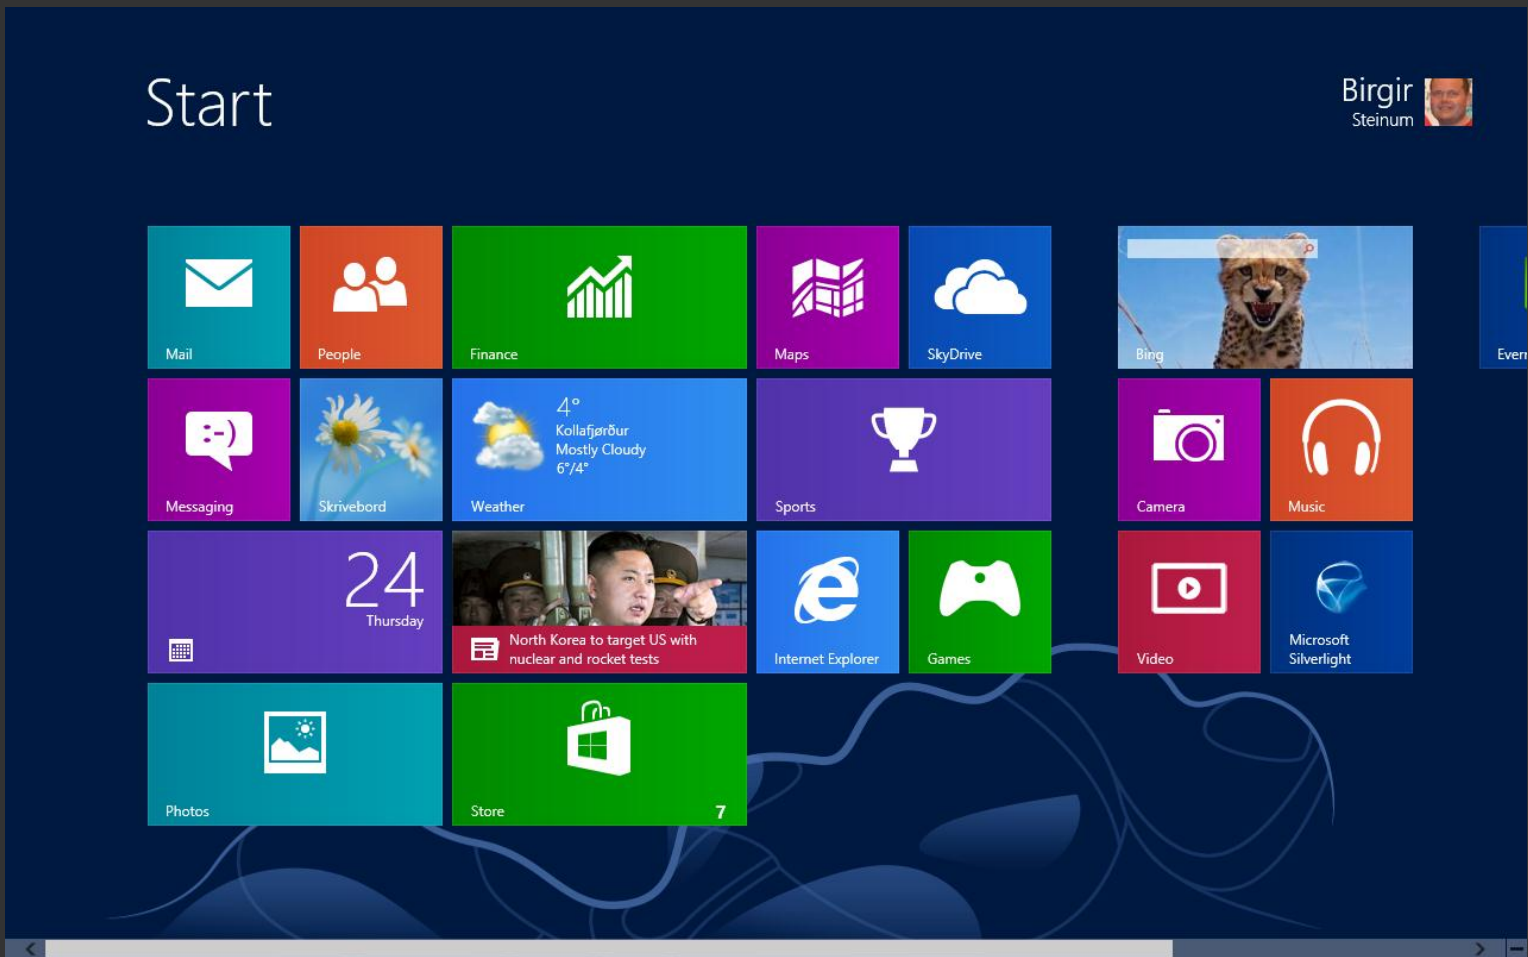 Start
Birgir
Steinum
Mail
People
Finance
Maps
SkyDrive
Bing
Messaging
Skrivebord
4°
Kollafjørður
Mostly Cloudy
6°/4°
Weather
Sports
Camera
Music
24
Thursday
North Korea to target US with
nuclear and rocket tests
Internet Explorer
Games
Video
Microsoft
Silverlight
Photos
Store
7